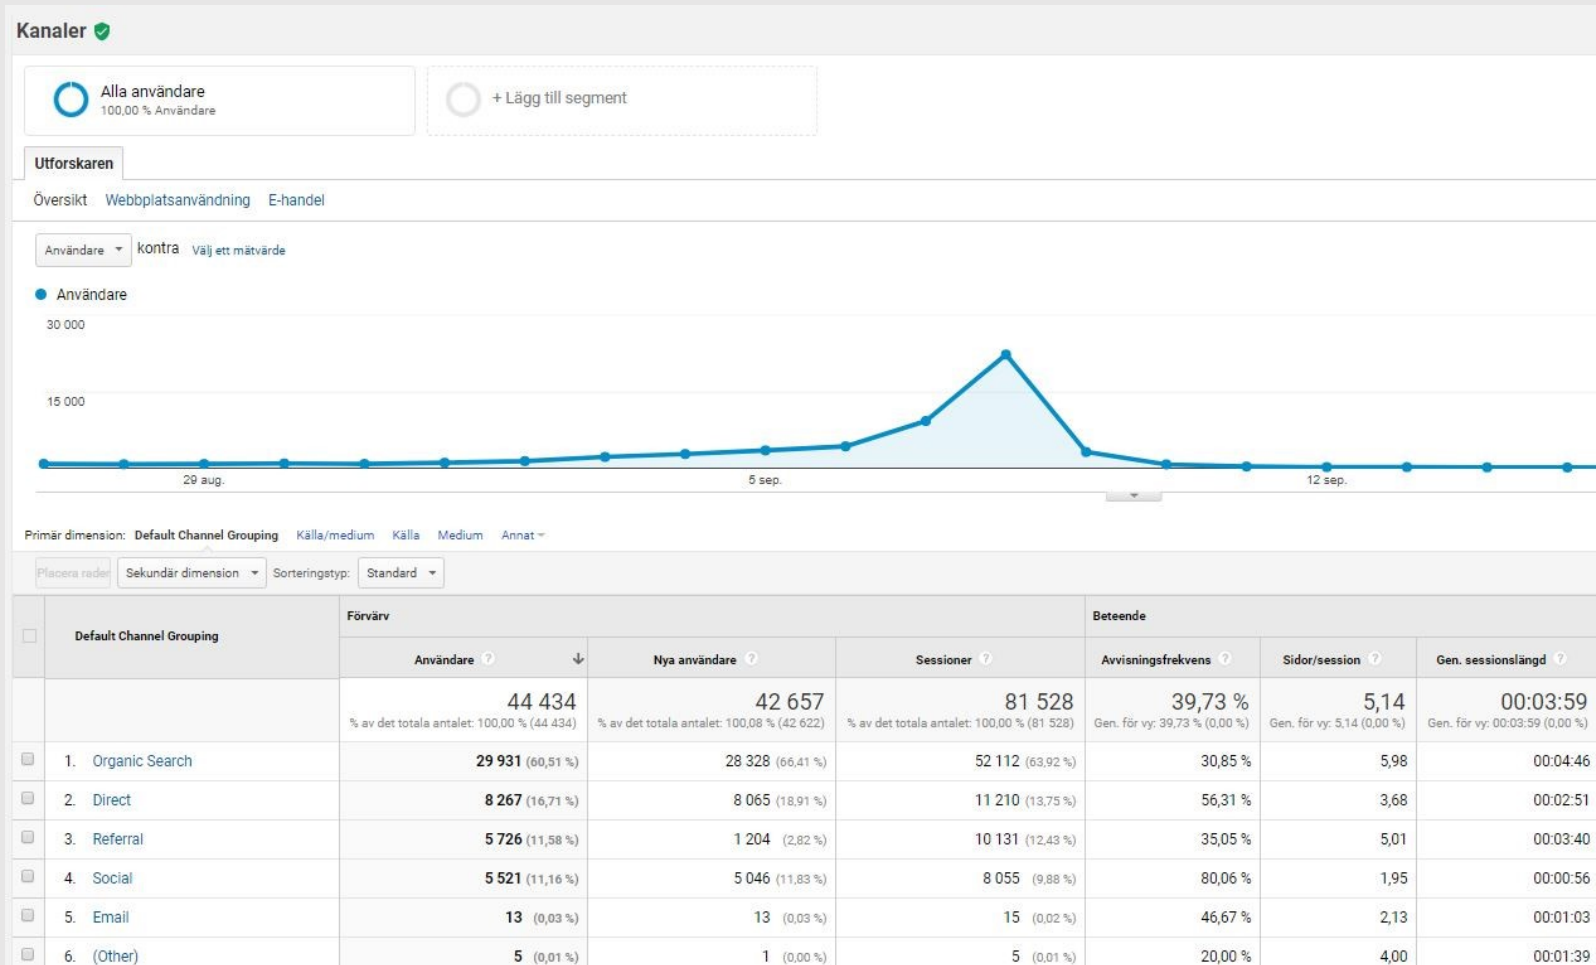 Kanaler
Alla användare
100,00 % Användare
+ Lägg till segment
Utforskaren
Översikt Webbplatsanvändning E-handel
Användare kontra Välj ett mätvärde
Användare
30 000
15 000
29 aug. 5 sep. 12 sep.
Primär dimension: Default Channel Grouping Källa/medium Källa Medium Annat
Placera rader Sekundär dimension Sorteringstyp: Standard
Default Channel Grouping Förvärv Beteende
Användare ? Nya användare ? Sessioner ? Avvisningsfrekvens ? Sidor/session ? Gen. sessionslängd ?
44 434 42 657 81 528 39,73 % 5,14 00:03:59
% av det totala antalet: 100,00 % (44 434) % av det totala antalet: 100,08 % (42 622) % av det totala antalet: 100,00 % (81 528) Gen. för vy: 39,73 % (0,00 %) Gen. för vy: 5,14 (0,00 %) Gen. för vy: 00:03:59 (0,00 %)
1. Organic Search 29 931 (60,51 %) 28 328 (66,41 %) 52 112 (63,92 %) 30,85 % 5,98 00:04:46
2. Direct 8 267 (16,71 %) 8 065 (18,91 %) 11 210 (13,75 %) 56,31 % 3,68 00:02:51
3. Referral 5 726 (11,58 %) 1 204 (2,82 %) 10 131 (12,43 %) 35,05 % 5,01 00:03:40
4. Social 5 521 (11,16 %) 5 046 (11,83 %) 8 055 (9,88 %) 80,06 % 1,95 00:00:56
5. Email 13 (0,03 %) 13 (0,03 %) 15 (0,02 %) 46,67 % 2,13 00:01:03
6. (Other) 5 (0,01 %) 1 (0,00 %) 5 (0,01 %) 20,00 % 4,00 00:01:39